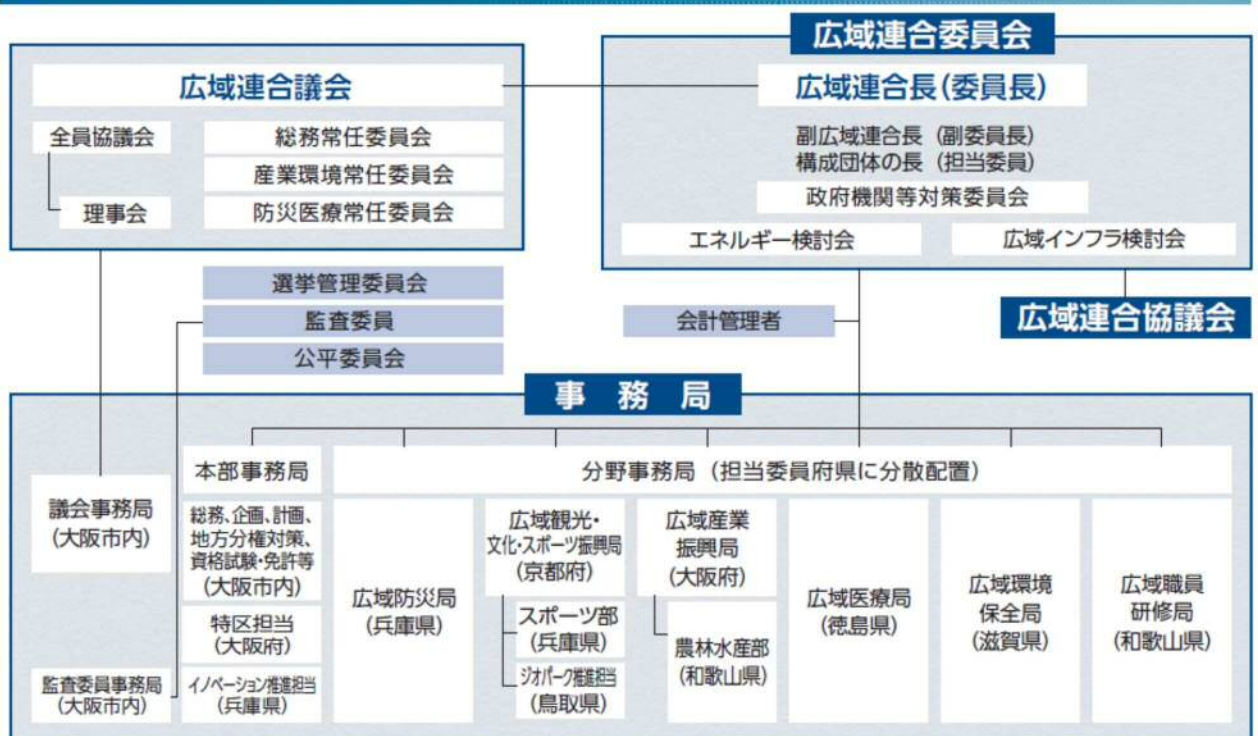 広域連合議会
全員協議会
理事会
総務常任委員会
産業環境常任委員会
防災医療常任委員会
広域連合委員会
広域連合長(委員長)
副広域連合長(副委員長)
構成団体の長(担当委員)
政府機関等対策委員会
エネルギー検討会
広域インフラ検討会
選挙管理委員会
監査委員
公平委員会
会計管理者
広域連合協議会
事務局
議会事務局
(大阪市内)
監査委員事務局
(大阪市内)
本部事務局
総務、企画、計画、
地方分権対策、
資格試験・免許等
(大阪市内)
特区担当
(大阪府)
イノベーション推進担当
(兵庫県)
分野事務局(担当委員府県に分散配置)
広域防災局
(兵庫県)
広域観光・
文化・スポーツ振興局
(京都府)
スポーツ部
(兵庫県)
ジオパーク推進担当
(鳥取県)
広域産業
振興局
(大阪府)
農林水産部
(和歌山県)
広域医療局
(徳島県)
広域環境
保全局
(滋賀県)
広域職員
研修局
(和歌山県)